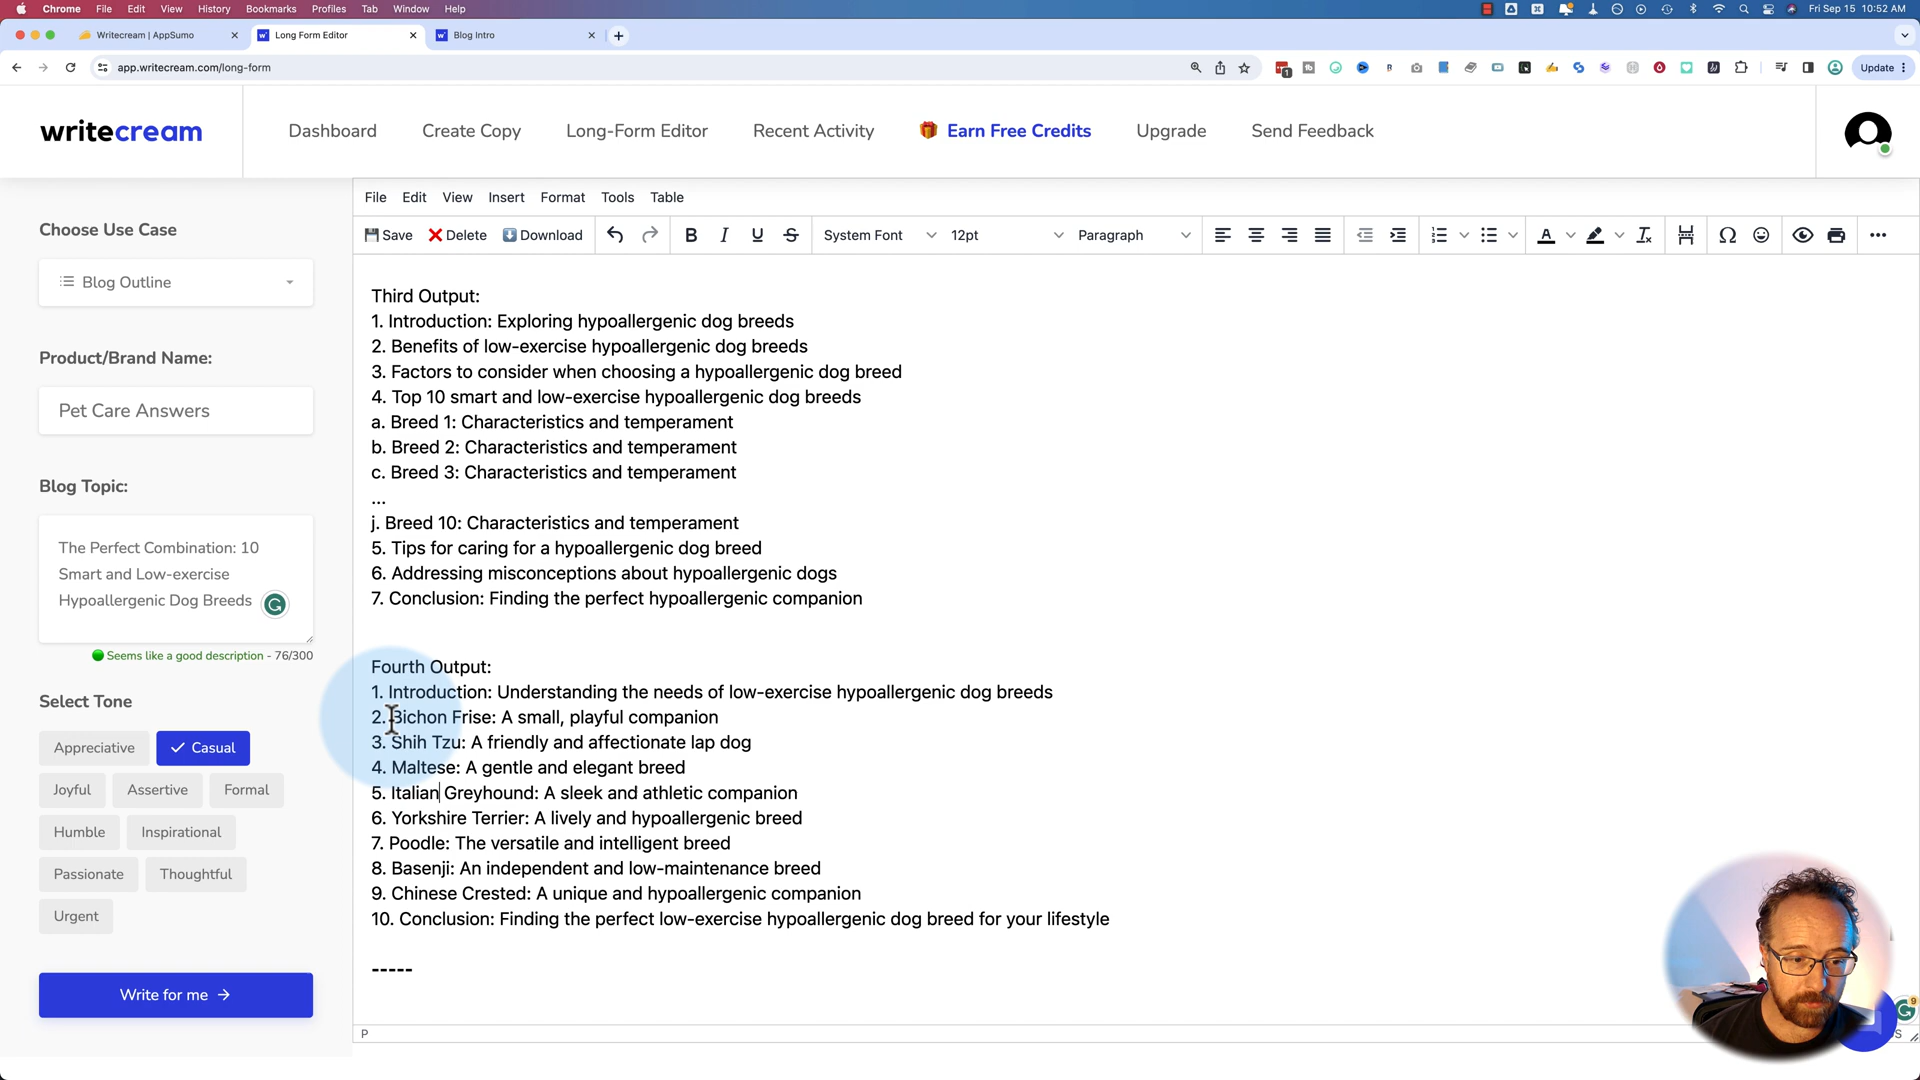 Chrome File Edit View History Bookmarks Profiles Tab Window Help
Fri Sep 15 10:52 AM
Writecream | AppSumo
Long Form Editor
Blog Intro
app.writecream.com/long-form
Update
writecream
Dashboard
Create Copy
Long-Form Editor
Recent Activity
Earn Free Credits
Upgrade
Send Feedback
Choose Use Case
Blog Outline
Product/Brand Name:
Pet Care Answers
Blog Topic:
The Perfect Combination: 10
Smart and Low-exercise
Hypoallergenic Dog Breeds
Seems like a good description - 76/300
Select Tone
Appreciative
Casual
Joyful
Assertive
Formal
Humble
Inspirational
Passionate
Thoughtful
Urgent
Write for me
File Edit View Insert Format Tools Table
Save Delete Download
B I U S
System Font
12pt
Paragraph
Third Output:
1. Introduction: Exploring hypoallergenic dog breeds
2. Benefits of low-exercise hypoallergenic dog breeds
3. Factors to consider when choosing a hypoallergenic dog breed
4. Top 10 smart and low-exercise hypoallergenic dog breeds
a. Breed 1: Characteristics and temperament
b. Breed 2: Characteristics and temperament
c. Breed 3: Characteristics and temperament
...
j. Breed 10: Characteristics and temperament
5. Tips for caring for a hypoallergenic dog breed
6. Addressing misconceptions about hypoallergenic dogs
7. Conclusion: Finding the perfect hypoallergenic companion
Fourth Output:
1. Introduction: Understanding the needs of low-exercise hypoallergenic dog breeds
2. Bichon Frise: A small, playful companion
3. Shih Tzu: A friendly and affectionate lap dog
4. Maltese: A gentle and elegant breed
5. Italian Greyhound: A sleek and athletic companion
6. Yorkshire Terrier: A lively and hypoallergenic breed
7. Poodle: The versatile and intelligent breed
8. Basenji: An independent and low-maintenance breed
9. Chinese Crested: A unique and hypoallergenic companion
10. Conclusion: Finding the perfect low-exercise hypoallergenic dog breed for your lifestyle
-----
P